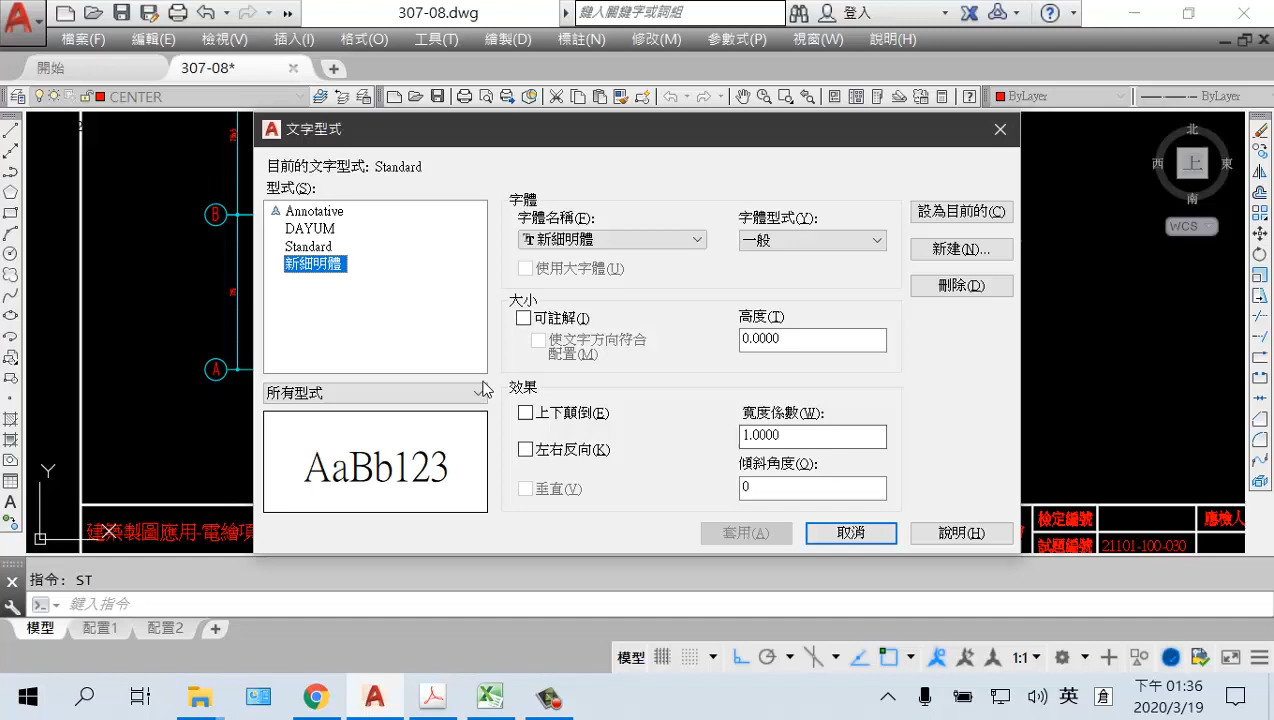 307-08.dwg
鍵入關鍵字或詞組
登入
檔案(F) 編輯(E) 檢視(V) 插入(I) 格式(O) 工具(T) 繪製(D) 標註(N) 修改(M) 參數式(P) 視窗(W) 說明(H)
開始
307-08*
CENTER
ByLayer
ByLayer
文字型式
北
西 上 東
南
WCS
目前的文字型式: Standard
型式(S):
Annotative
DAYUM
Standard
新細明體
字體
字體名稱(F):
新細明體
使用大字體(U)
字體型式(Y):
一般
設為目前的(C)
新建(N)...
刪除(D)
大小
可註解(I)
使文字方向符合
配置(M)
高度(T)
0.0000
所有型式
AaBb123
效果
上下顛倒(E)
左右反向(K)
垂直(V)
寬度係數(W):
1.0000
傾斜角度(O):
0
套用(A)
取消
說明(H)
B
A
Y
X
建築製圖應用-電繪項
檢定編號
應檢人
試題編號
21101-100-030
指令: ST
鍵入指令
模型 配置1 配置2
模型
1:1
英
倉
下午 01:36
2020/3/19